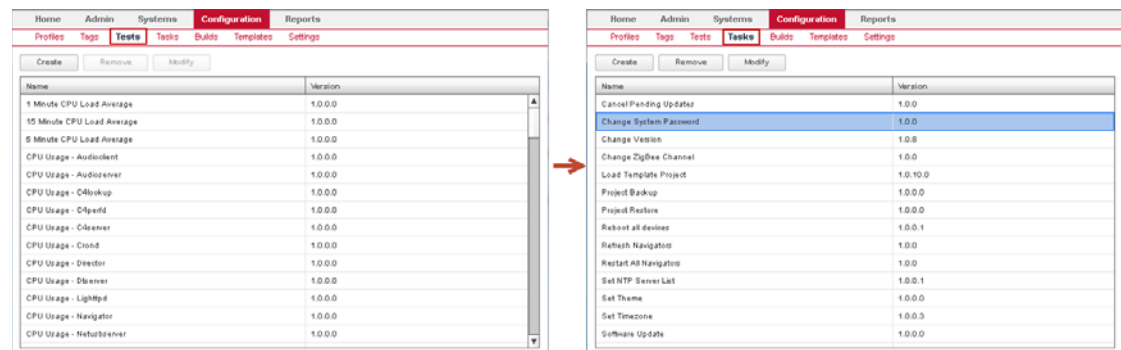 Home Admin Systems Configuration Reports
Profiles Tags Tests Tasks Builds Templates Settings
Create Remove Modify
Name Version
1 Minute CPU Load Average 1.0.0.0
15 Minute CPU Load Average 1.0.0.0
5 Minute CPU Load Average 1.0.0.0
CPU Usage - Audioclient 1.0.0.0
CPU Usage - Audioserver 1.0.0.0
CPU Usage - C4lookup 1.0.0.0
CPU Usage - C4perfd 1.0.0.0
CPU Usage - C4server 1.0.0.0
CPU Usage - Crond 1.0.0.0
CPU Usage - Director 1.0.0.0
CPU Usage - Dtserver 1.0.0.0
CPU Usage - Lighttpd 1.0.0.0
CPU Usage - Navigator 1.0.0.0
CPU Usage - 1.0.0.0
Home Admin Systems Configuration Reports
Profiles Tags Tests Tasks Builds Templates Settings
Create Remove Modify
Name Version
Cancel Pending Updates 1.0.0
Change System Password 1.0.0
Change Version 1.0.8
Change ZigBee Channel 1.0.0
Load Template Project 1.0.10.0
Project Backup 1.0.0.0
Project Restore 1.0.0.0
Reboot all devices 1.0.0.1
Refresh Navigators 1.0.0
Restart All Navigators 1.0.0
Set NTP Server List 1.0.0.1
Set Theme 1.0.0.0
Set Timezone 1.0.0.3
Software Update 1.0.0.0